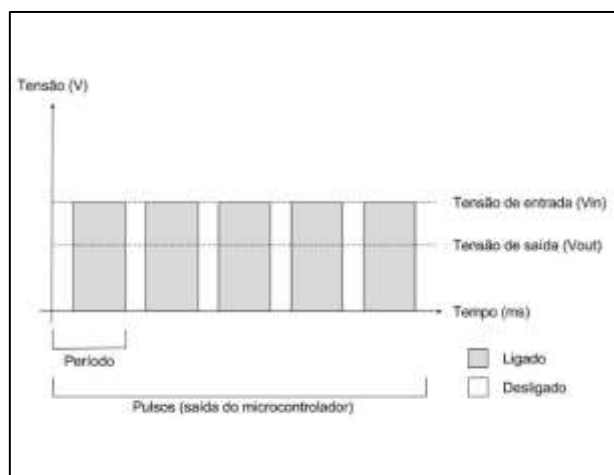 Tensão (V)
Tensão de entrada (Vin)
Tensão de saída (Vout)
Tempo (ms)
Período
Ligado
Desligado
Pulsos (saída do microcontrolador)